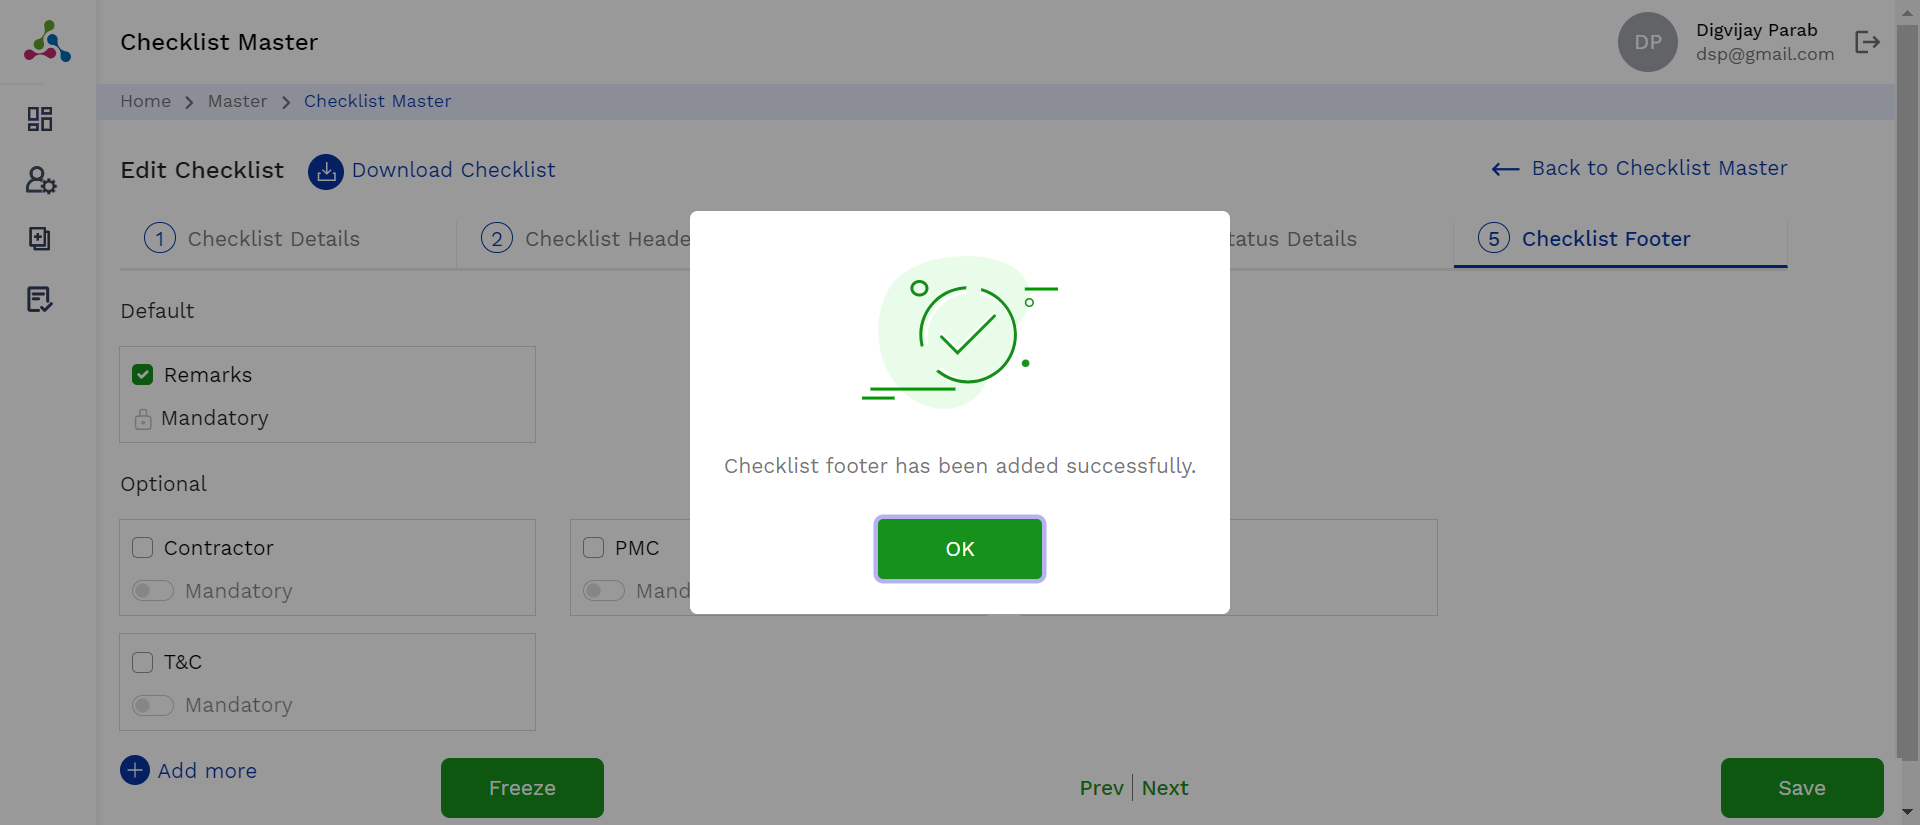 Checklist Master
DP
Digvijay Parab
dsp@gmail.com
Home > Master > Checklist Master
Edit Checklist
Download Checklist
Back to Checklist Master
1 Checklist Details
2 Checklist Heade
tatus Details
5 Checklist Footer
Default
Remarks
Mandatory
Checklist footer has been added successfully.
OK
Optional
Contractor
Mandatory
PMC
Mand
T&C
Mandatory
Add more
Freeze
Prev | Next
Save